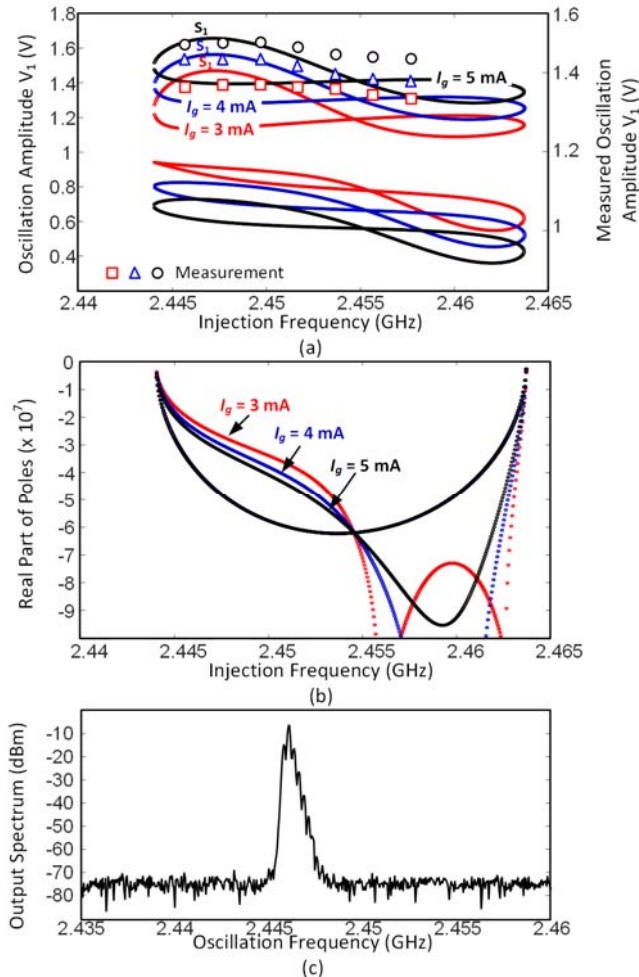 1.8
1.6
1.4
1.2
1
0.8
0.6
0.4
Oscillation Amplitude V1 (V)
S1
S1
S1
Ig = 5 mA
Ig = 4 mA
Ig = 3 mA
Measurement
1.6
1.4
1.2
1
Measured Oscillation
Amplitude V1 (V)
2.44 2.445 2.45 2.455 2.46 2.465
Injection Frequency (GHz)
(a)
0
-1
-2
-3
-4
-5
-6
-7
-8
-9
Real Part of Poles (x 10^7)
Ig = 3 mA
Ig = 4 mA
Ig = 5 mA
2.44 2.445 2.45 2.455 2.46 2.465
Injection Frequency (GHz)
(b)
-10
-20
-30
-40
-50
-60
-70
-80
Output Spectrum (dBm)
2.435 2.44 2.445 2.45 2.455 2.46
Oscillation Frequency (GHz)
(c)